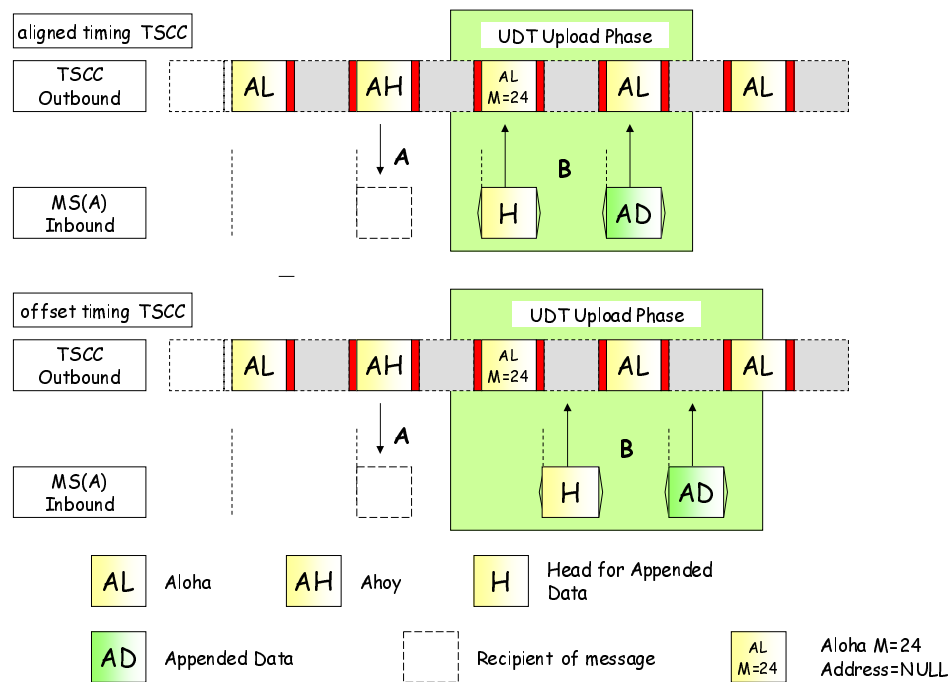 aligned timing TSCC
UDT Upload Phase
TSCC
Outbound
AL
AH
AL
M=24
AL
AL
A
B
MS(A)
Inbound
H
AD
offset timing TSCC
UDT Upload Phase
TSCC
Outbound
AL
AH
AL
M=24
AL
AL
A
B
MS(A)
Inbound
H
AD
AL
Aloha
AH
Ahoy
H
Head for Appended
Data
AD
Appended Data
Recipient of message
AL
M=24
Aloha M=24
Address=NULL